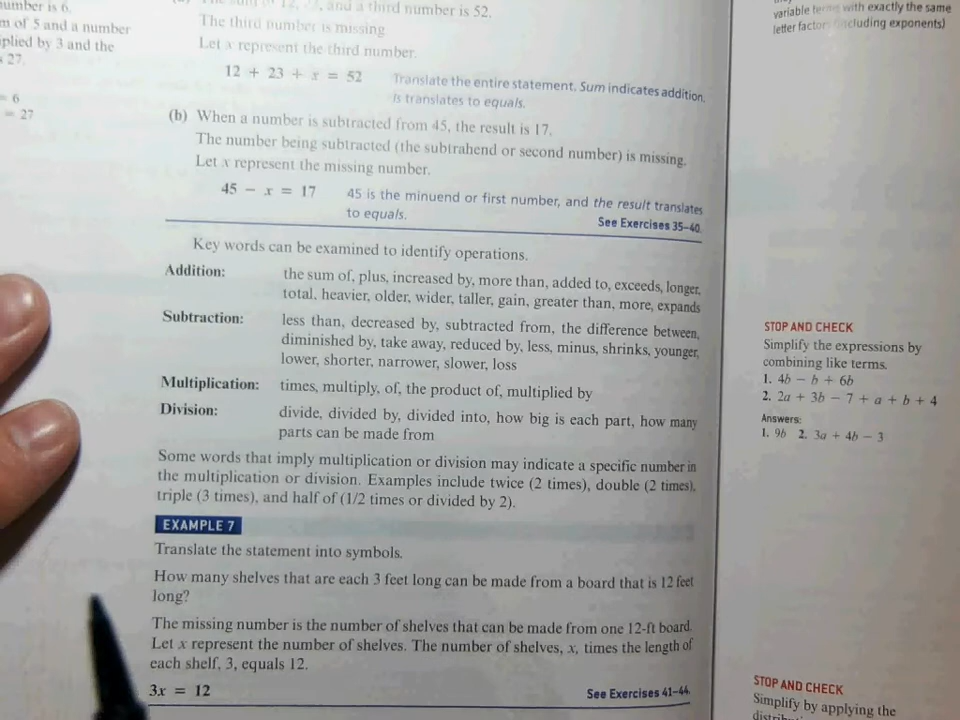 umber is 6.
m of 5 and a number
plied by 3 and the
27.
= 6
= 27
and a third number is 52.
The third number is missing.
Let x represent the third number.
12 + 23 + x = 52
Translate the entire statement. Sum indicates addition.
Is translates to equals.
(b) When a number is subtracted from 45, the result is 17.
The number being subtracted (the subtrahend or second number) is missing.
Let x represent the missing number.
45 − x = 17
45 is the minuend or first number, and the result translates
to equals.
See Exercises 35–40.
Key words can be examined to identify operations.
Addition: the sum of, plus, increased by, more than, added to, exceeds, longer,
total, heavier, older, wider, taller, gain, greater than, more, expands
Subtraction: less than, decreased by, subtracted from, the difference between,
diminished by, take away, reduced by, less, minus, shrinks, younger,
lower, shorter, narrower, slower, loss
Multiplication: times, multiply, of, the product of, multiplied by
Division: divide, divided by, divided into, how big is each part, how many
parts can be made from
Some words that imply multiplication or division may indicate a specific number in
the multiplication or division. Examples include twice (2 times), double (2 times),
triple (3 times), and half of (1/2 times or divided by 2).
EXAMPLE 7
Translate the statement into symbols.
How many shelves that are each 3 feet long can be made from a board that is 12 feet
long?
The missing number is the number of shelves that can be made from one 12-ft board.
Let x represent the number of shelves. The number of shelves, x, times the length of
each shelf, 3, equals 12.
3x = 12
See Exercises 41–44.
variable terms with exactly the same
letter factors (including exponents)
STOP AND CHECK
Simplify the expressions by
combining like terms.
1. 4b − b + 6b
2. 2a + 3b − 7 + a + b + 4
Answers:
1. 9b 2. 3a + 4b − 3
STOP AND CHECK
Simplify by applying the